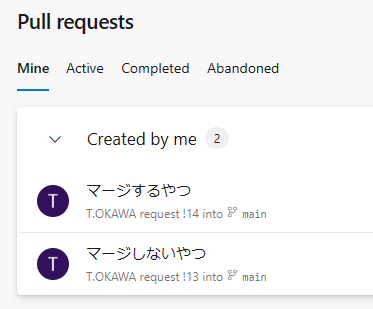 Pull requests
Mine Active Completed Abandoned
Created by me 2
T マージするやつ
T.OKAWA request !14 into main
T マージしないやつ
T.OKAWA request !13 into main